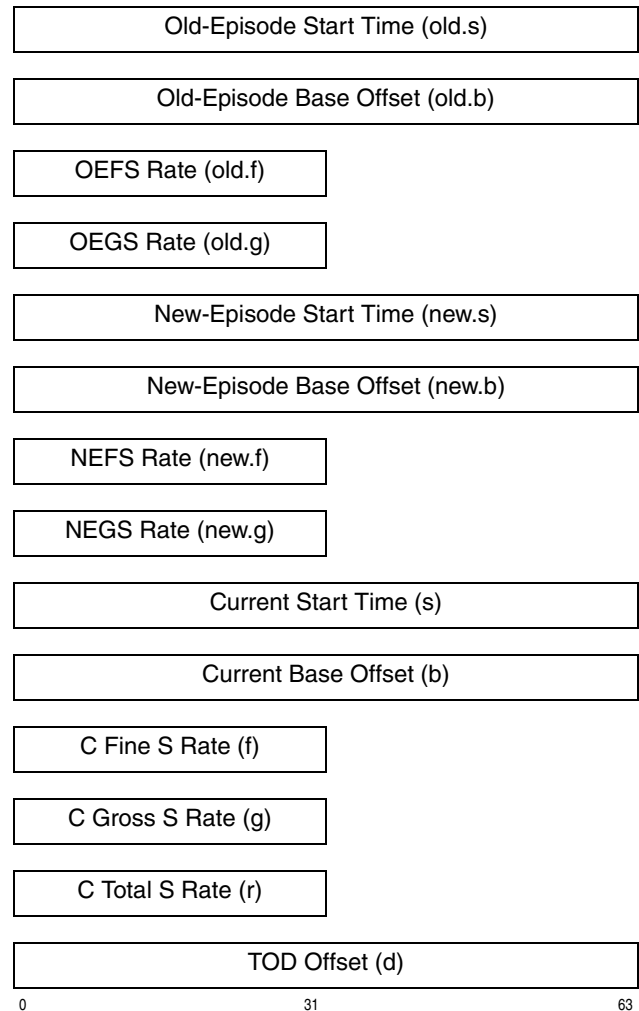 Old-Episode Start Time (old.s)
Old-Episode Base Offset (old.b)
OEFS Rate (old.f)
OEGS Rate (old.g)
New-Episode Start Time (new.s)
New-Episode Base Offset (new.b)
NEFS Rate (new.f)
NEGS Rate (new.g)
Current Start Time (s)
Current Base Offset (b)
C Fine S Rate (f)
C Gross S Rate (g)
C Total S Rate (r)
TOD Offset (d)
0 31 63